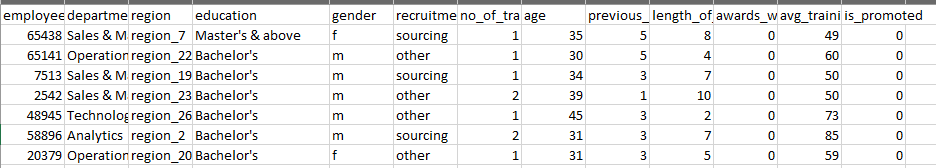 employee departme region education gender recruitme no_of_tra age previous_ length_of awards_w avg_traini is_promoted
65438 Sales & M region_7 Master's & above f sourcing 1 35 5 8 0 49 0
65141 Operation region_22 Bachelor's m other 1 30 5 4 0 60 0
7513 Sales & M region_19 Bachelor's m sourcing 1 34 3 7 0 50 0
2542 Sales & M region_23 Bachelor's m other 2 39 1 10 0 50 0
48945 Technolog region_26 Bachelor's m other 1 45 3 2 0 73 0
58896 Analytics region_2 Bachelor's m sourcing 2 31 3 7 0 85 0
20379 Operation region_20 Bachelor's f other 1 31 3 5 0 59 0